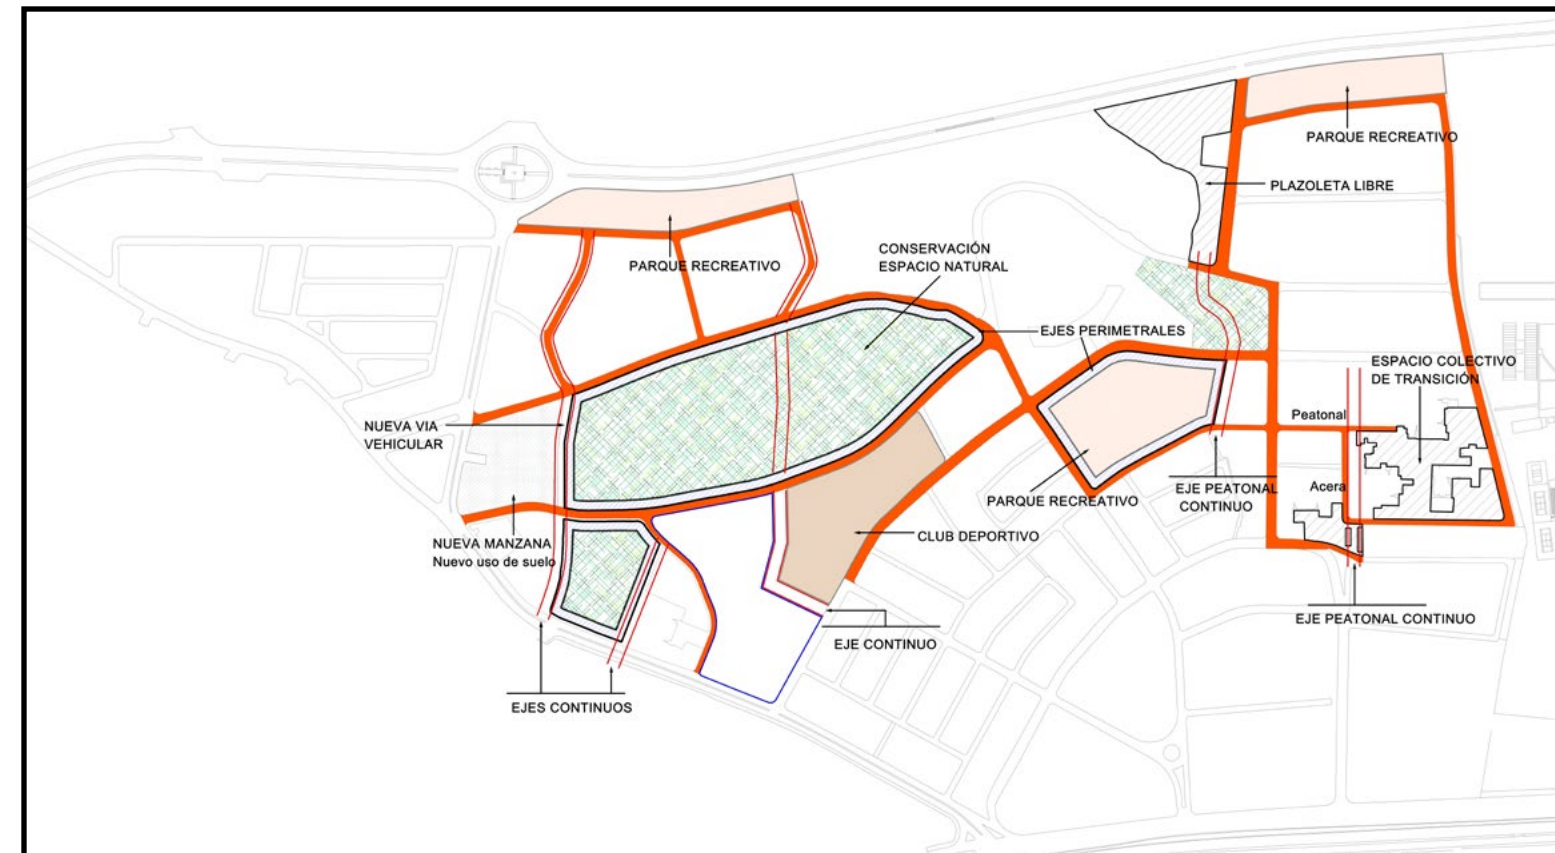 PARQUE RECREATIVO
PLAZOLETA LIBRE
CONSERVACIÓN
ESPACIO NATURAL
PARQUE RECREATIVO
EJES PERIMETRALES
ESPACIO COLECTIVO
DE TRANSICIÓN
Peatonal
NUEVA VIA
VEHICULAR
Acera
EJE PEATONAL
CONTINUO
PARQUE RECREATIVO
NUEVA MANZANA
Nuevo uso de suelo
CLUB DEPORTIVO
EJE PEATONAL CONTINUO
EJE CONTINUO
EJES CONTINUOS